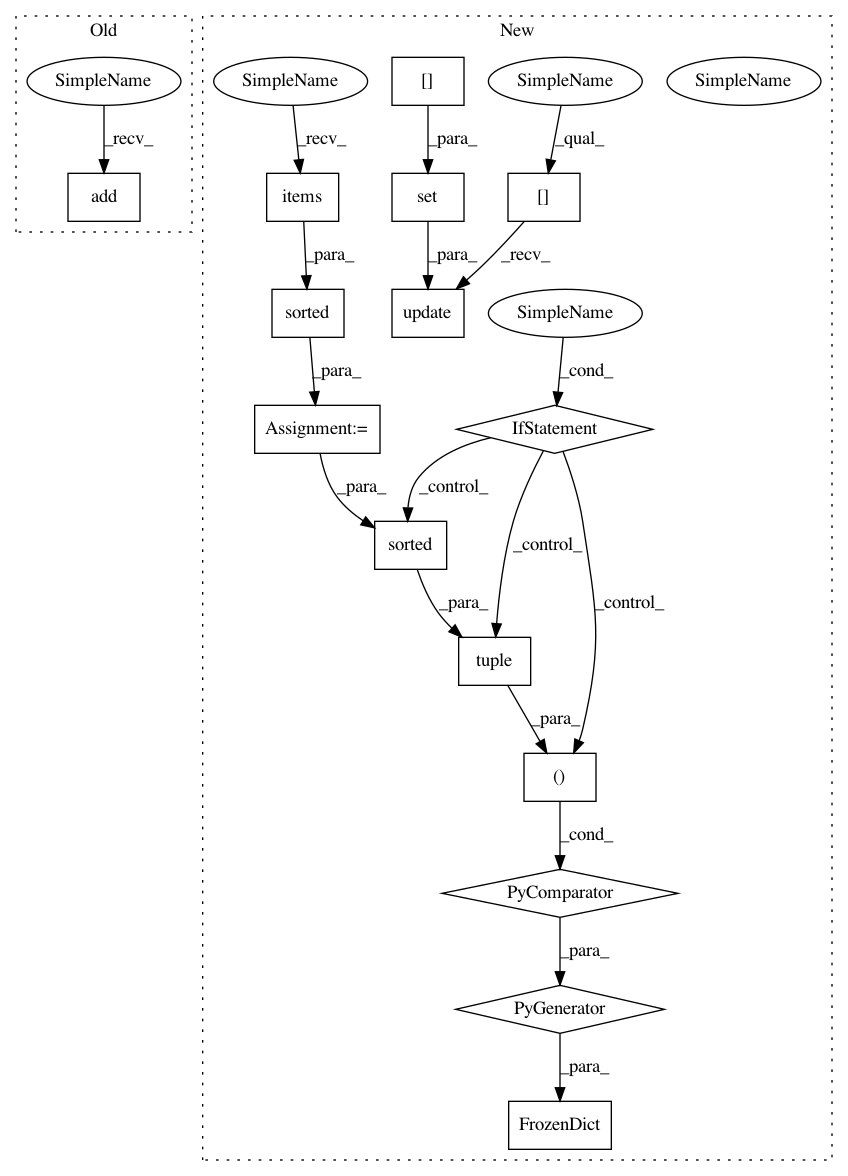 Old
New
SimpleName
SimpleName
[]
SimpleName
SimpleName
_recv_
_recv_
_para_
_qual_
add
items
set
[]
_para_
_para_
_recv_
sorted
update
SimpleName
_para_
_cond_
Assignment:=
IfStatement
_para_
_control_
sorted
_control_
_control_
_para_
tuple
_para_
()
_cond_
PyComparator
_para_
PyGenerator
_para_
FrozenDict